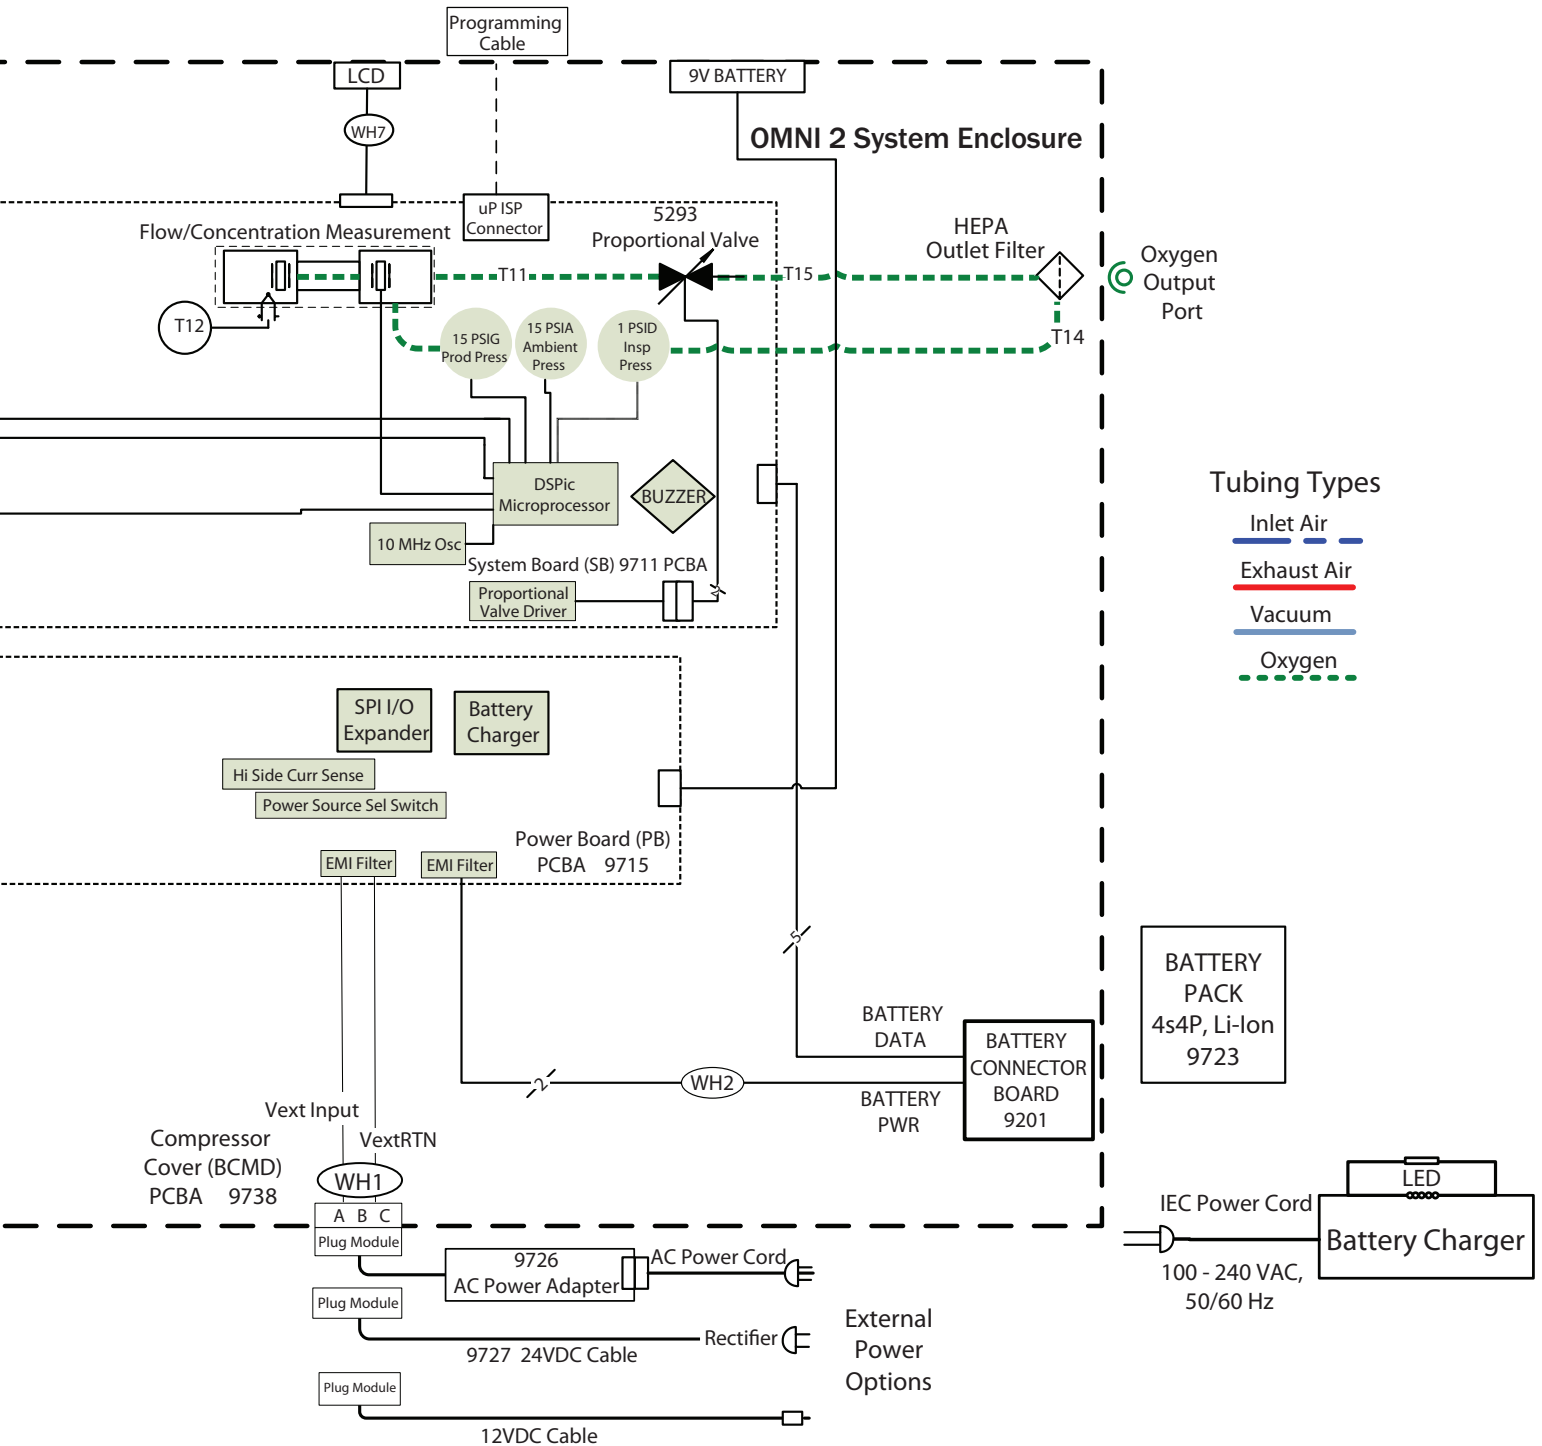 Programming
Cable
LCD
9V BATTERY
WH7
OMNI 2 System Enclosure
uP ISP
Connector
5293
Proportional Valve
Flow/Concentration Measurement
HEPA
Outlet Filter
T11
T15
Oxygen
Output
Port
T12
15 PSIG
Prod Press
15 PSIA
Ambient
Press
1 PSID
Insp
Press
T14
DSPic
Microprocessor
BUZZER
10 MHz Osc
System Board (SB) 9711 PCBA
Proportional
Valve Driver
2
Tubing Types
Inlet Air
Exhaust Air
Vacuum
Oxygen
SPI I/O
Expander
Battery
Charger
Hi Side Curr Sense
Power Source Sel Switch
Power Board (PB)
PCBA 9715
EMI Filter
EMI Filter
5
BATTERY
PACK
4s4P, Li-Ion
9723
BATTERY
DATA
BATTERY
CONNECTOR
BOARD
9201
2
WH2
BATTERY
PWR
Vext Input
VextRTN
Compressor
Cover (BCMD)
PCBA 9738
WH1
A B C
Plug Module
9726
AC Power Adapter
AC Power Cord
Plug Module
Rectifier
9727 24VDC Cable
External
Power
Options
Plug Module
12VDC Cable
LED
IEC Power Cord
Battery Charger
100 - 240 VAC,
50/60 Hz